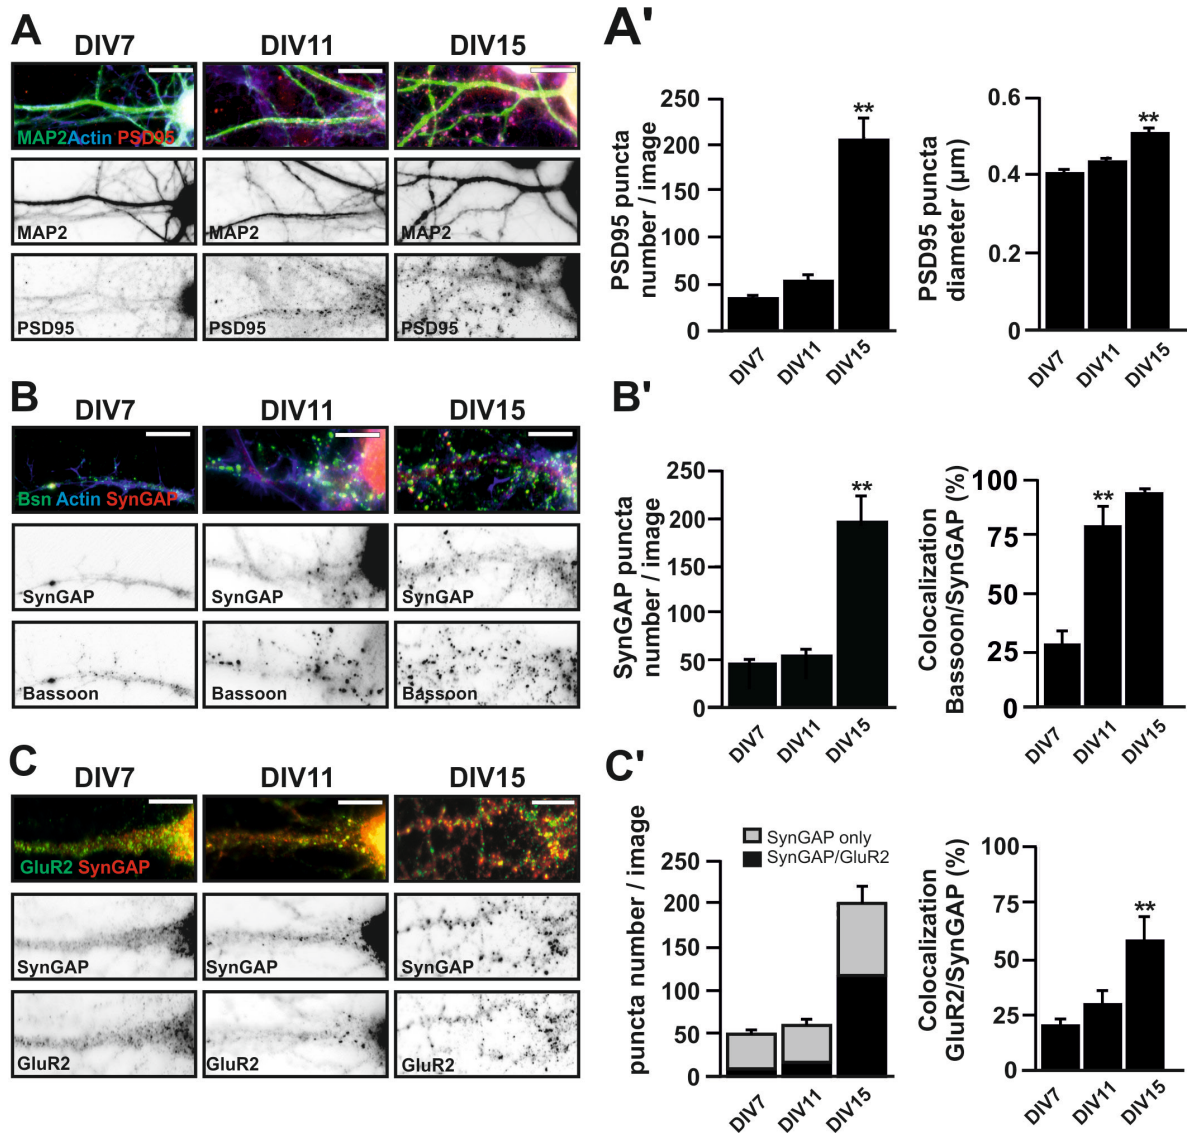 A
DIV7 DIV11 DIV15
MAP2Actin PSD95
MAP2 MAP2 MAP2
PSD95 PSD95 PSD95
A'
PSD95 puncta
number / image
250
200
150
100
50
0
**
DIV7 DIV11 DIV15
PSD95 puncta
diameter (µm)
0.6
0.4
0.2
0
**
DIV7 DIV11 DIV15
B
DIV7 DIV11 DIV15
Bsn Actin SynGAP
SynGAP SynGAP SynGAP
Bassoon Bassoon Bassoon
B'
SynGAP puncta
number / image
250
200
150
100
50
0
**
DIV7 DIV11 DIV15
Colocalization
Bassoon/SynGAP (%)
100
75
50
25
0
**
DIV7 DIV11 DIV15
C
DIV7 DIV11 DIV15
GluR2 SynGAP
SynGAP SynGAP SynGAP
GluR2 GluR2 GluR2
C'
puncta number / image
SynGAP only
SynGAP/GluR2
250
200
150
100
50
0
DIV7 DIV11 DIV15
Colocalization
GluR2/SynGAP (%)
100
75
50
25
0
**
DIV7 DIV11 DIV15